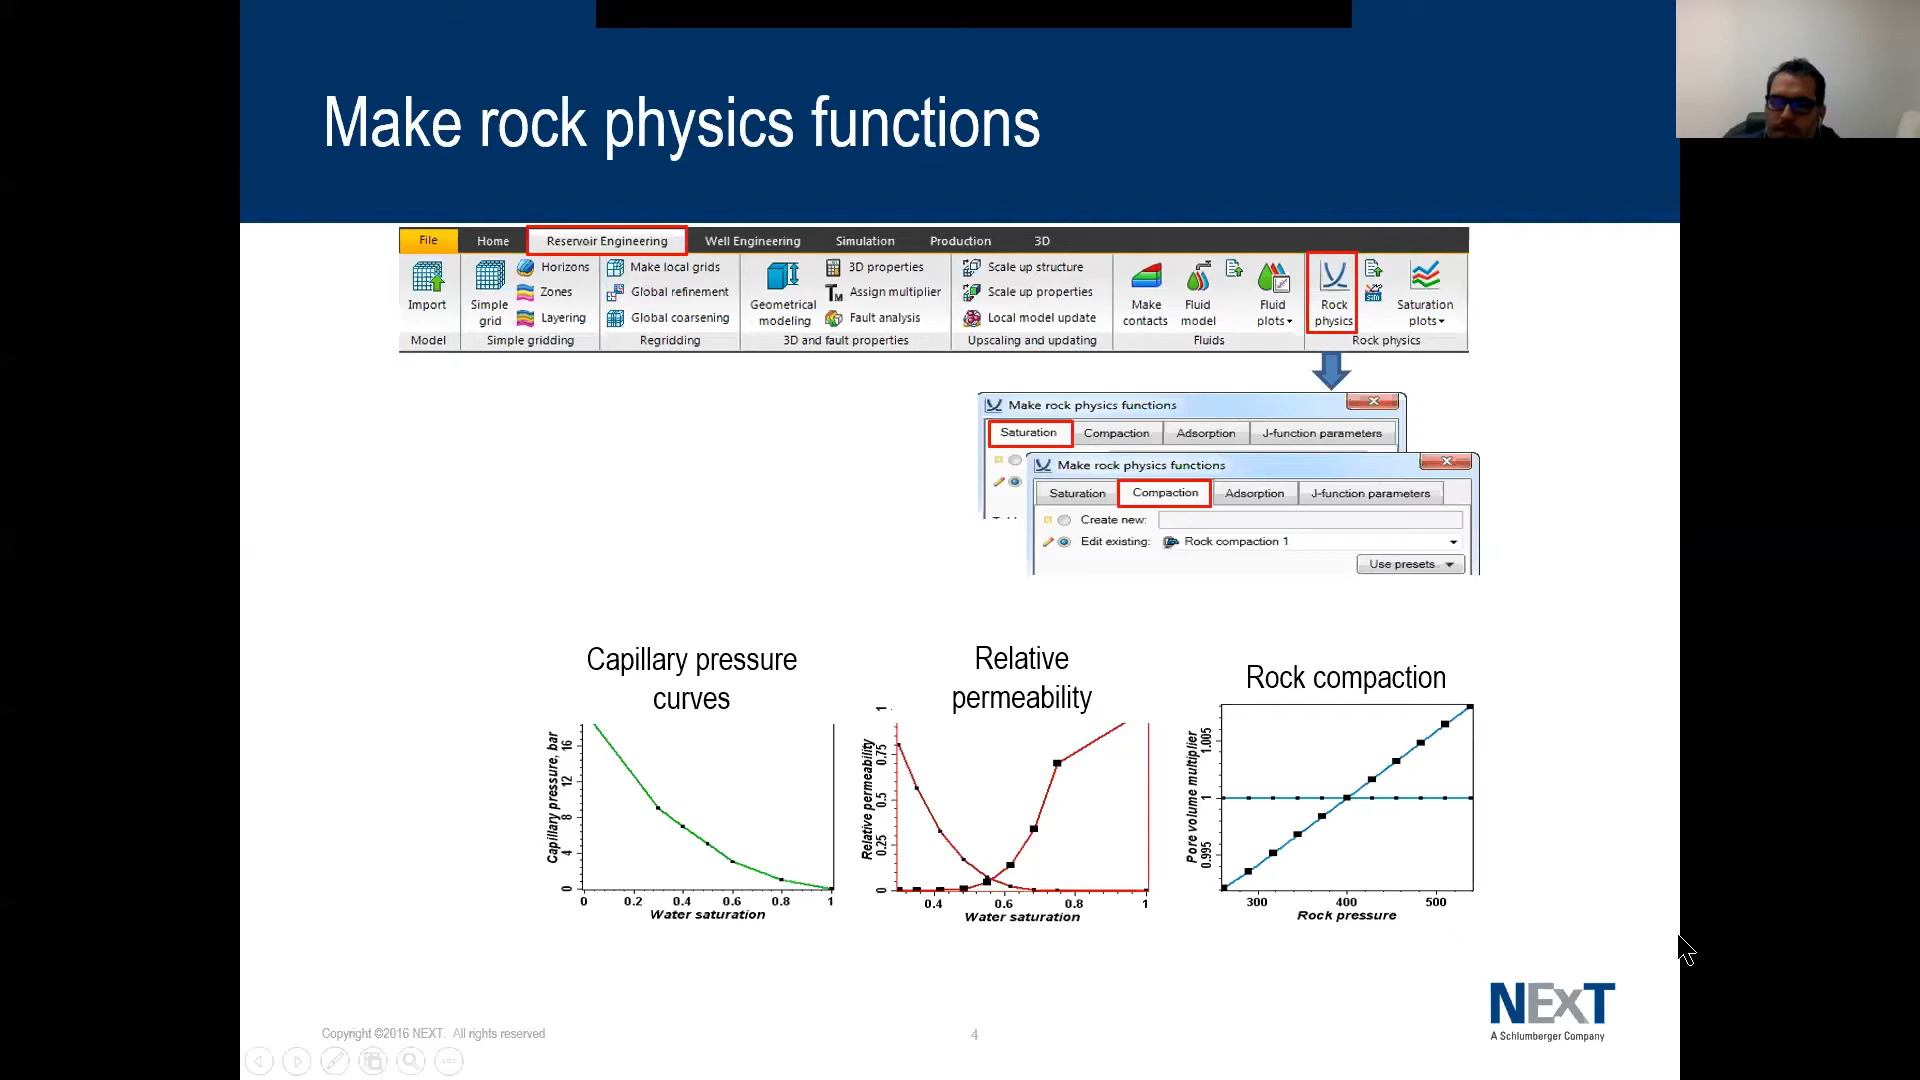 Make rock physics functions
File Home Reservoir Engineering Well Engineering Simulation Production 3D
Horizons Make local grids 3D properties Scale up structure
Zones Global refinement Assign multiplier Scale up properties
Import Simple grid Geometrical modeling Make contacts Fluid model Fluid plots Rock physics Saturation plots
Layering Global coarsening Fault analysis Local model update
Model Simple gridding Regridding 3D and fault properties Upscaling and updating Fluids Rock physics
Make rock physics functions
Saturation Compaction Adsorption J-function parameters
Make rock physics functions
Saturation Compaction Adsorption J-function parameters
Create new:
Edit existing: Rock compaction 1
Use presets
Capillary pressure
curves
Capillary pressure, bar
16
12
8
4
0
0 0.2 0.4 0.6 0.8 1
Water saturation
Relative
permeability
Relative permeability
1
0.75
0.5
0.25
0
0.4 0.6 0.8 1
Water saturation
Rock compaction
Pore volume multiplier
1.005
1
0.995
300 400 500
Rock pressure
NEXT
A Schlumberger Company
Copyright ©2016 NEXT. All rights reserved
4